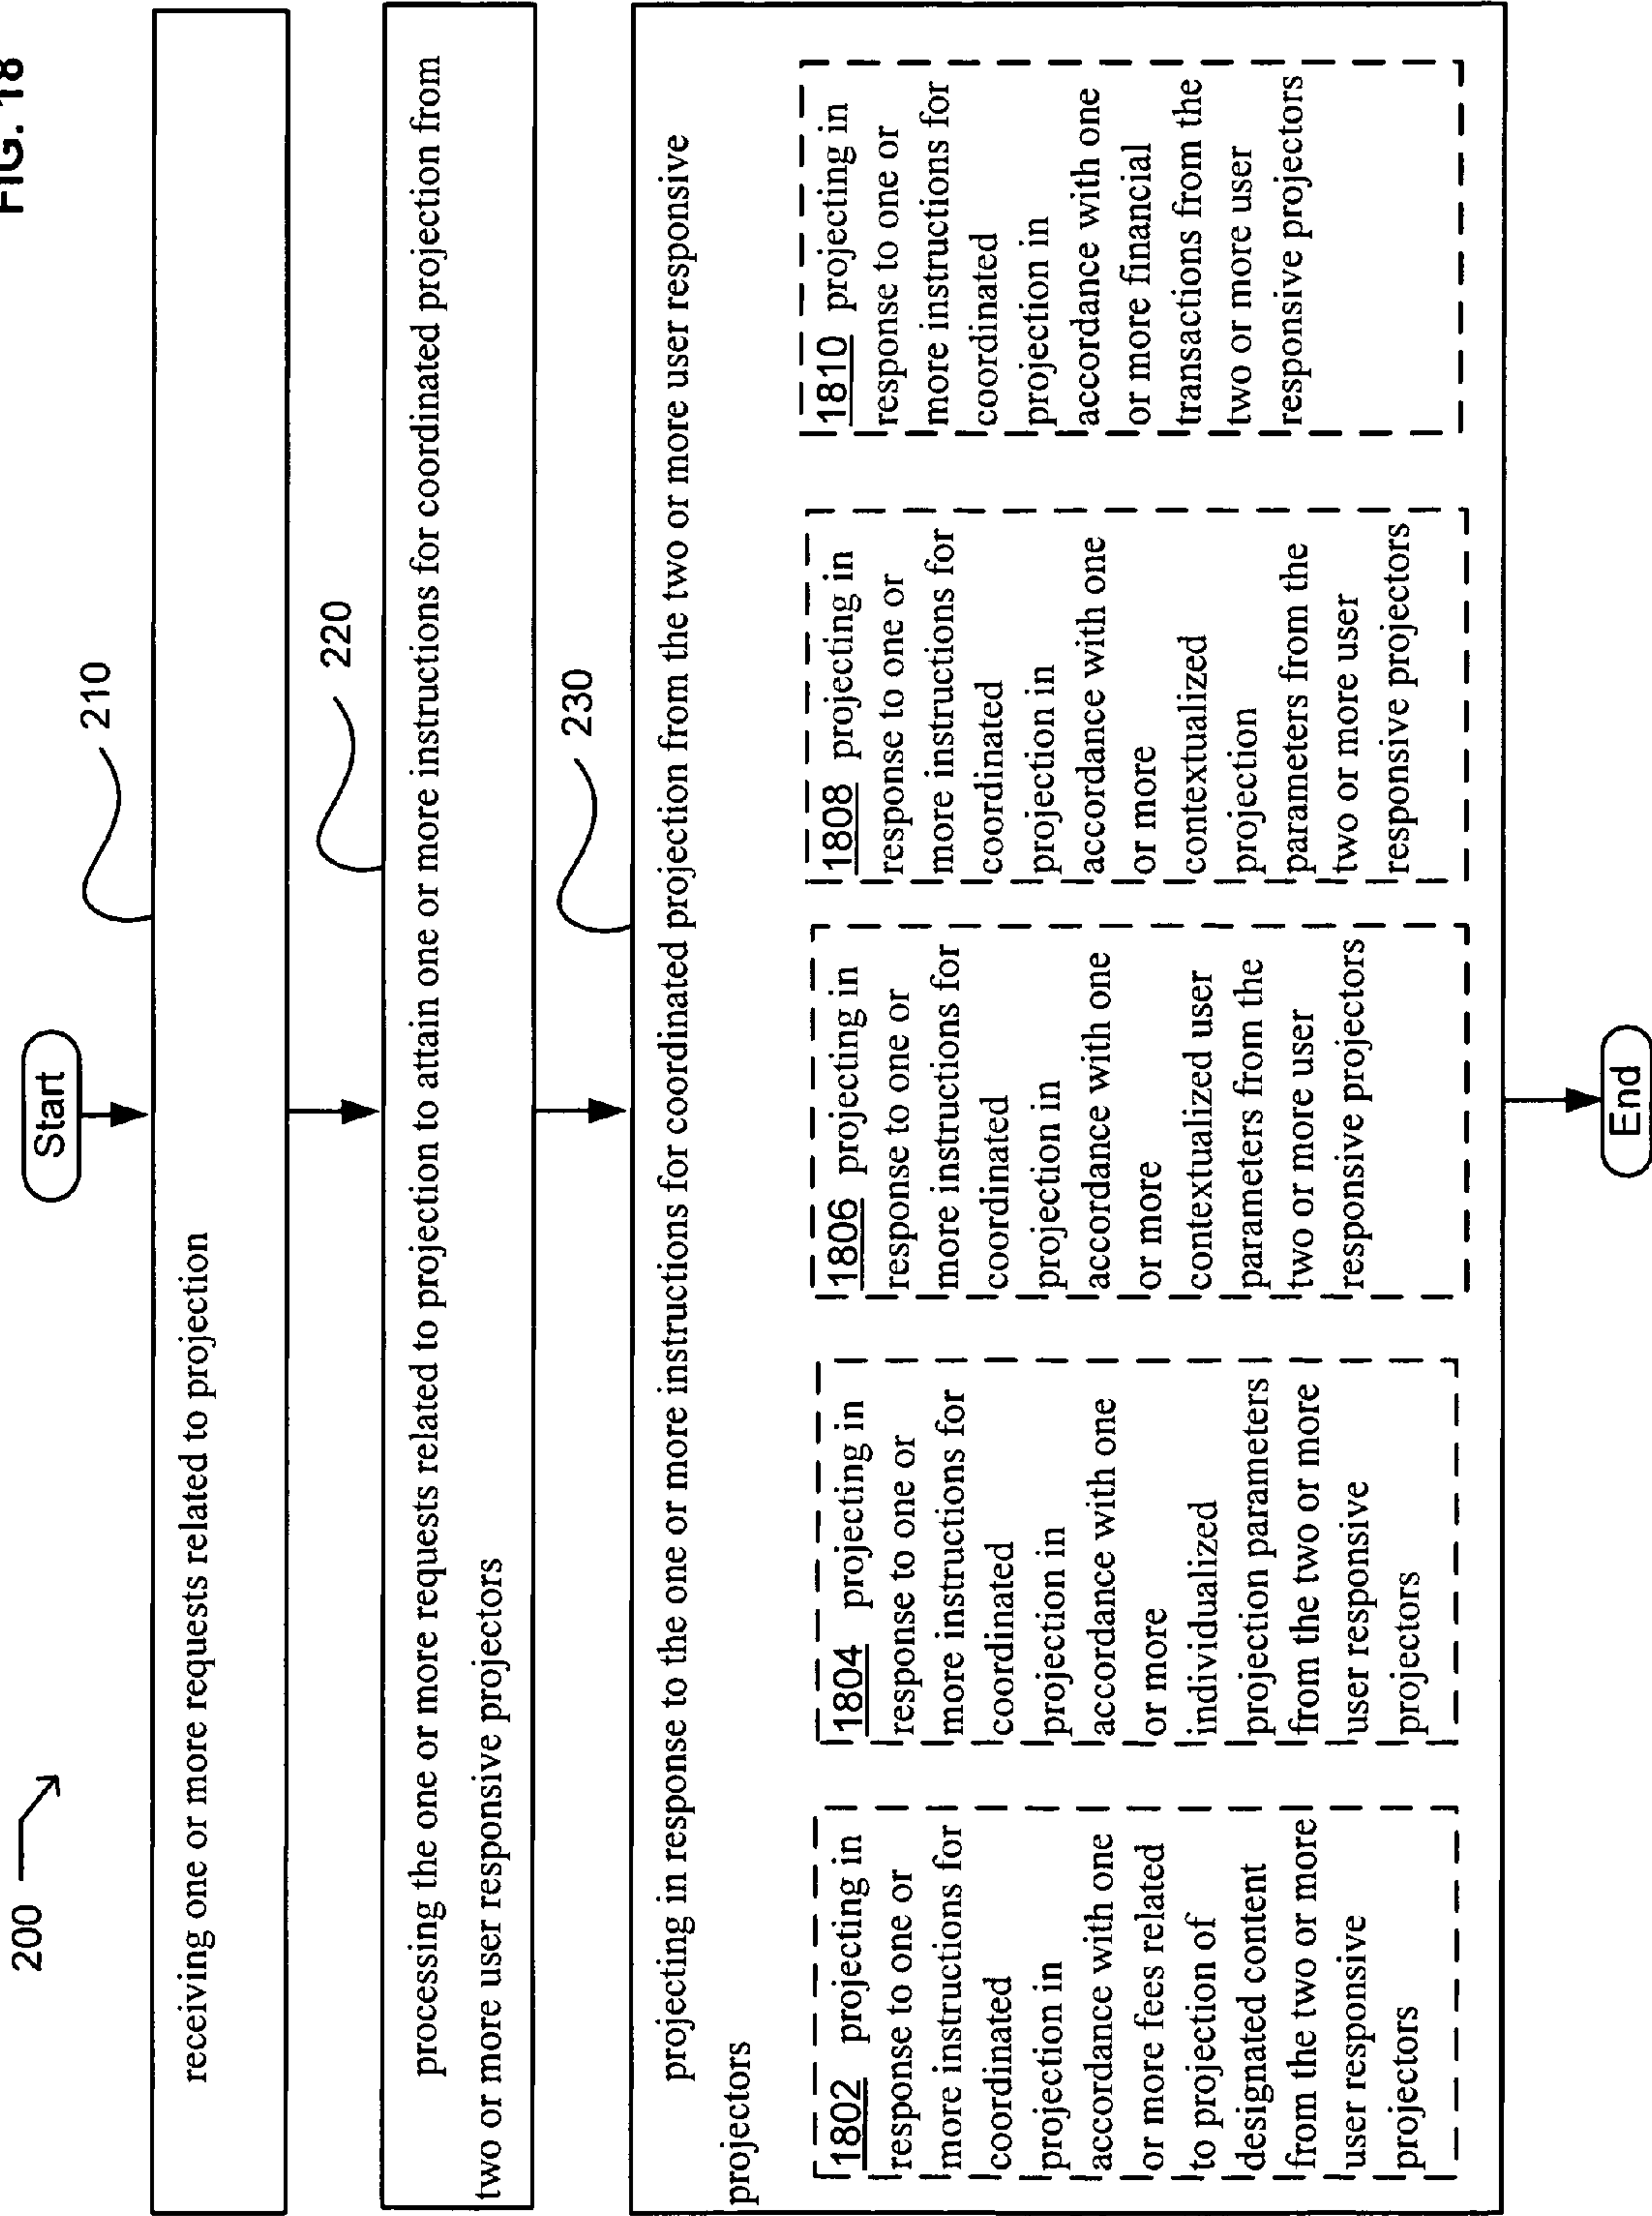 FIG. 18
200
Start
210
receiving one or more requests related to projection
220
processing the one or more requests related to projection to attain one or more instructions for coordinated projection from
two or more user responsive projectors
230
projecting in response to the one or more instructions for coordinated projection from the two or more user responsive
projectors
1802 projecting in
response to one or
more instructions for
coordinated
projection in
accordance with one
or more fees related
to projection of
designated content
from the two or more
user responsive
projectors
1804 projecting in
response to one or
more instructions for
coordinated
projection in
accordance with one
or more
individualized
projection parameters
from the two or more
user responsive
projectors
1806 projecting in
response to one or
more instructions for
coordinated
projection in
accordance with one
or more
contextualized user
parameters from the
two or more user
responsive projectors
1808 projecting in
response to one or
more instructions for
coordinated
projection in
accordance with one
or more
contextualized
projection
parameters from the
two or more user
responsive projectors
1810 projecting in
response to one or
more instructions for
coordinated
projection in
accordance with one
or more financial
transactions from the
two or more user
responsive projectors
End